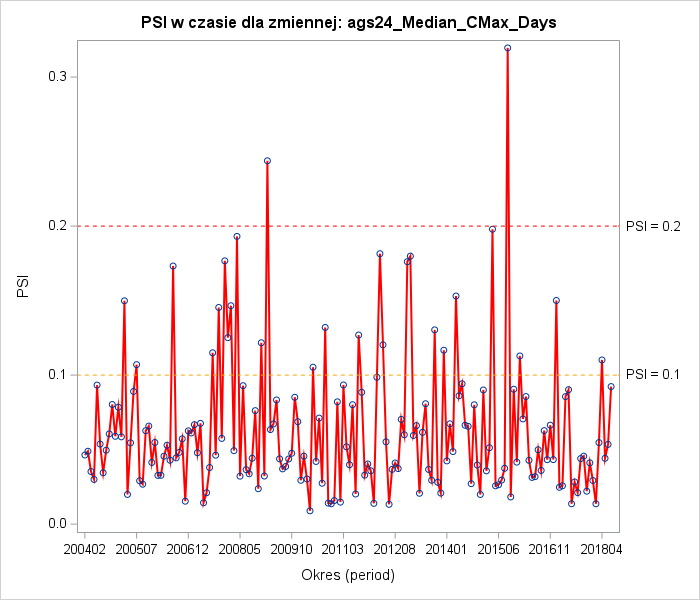 PSI w czasie dla zmiennej: ags24_Median_CMax_Days
0.3
0.2
PSI = 0.2
PSI
0.1
PSI = 0.1
0.0
200402 200507 200612 200805 200910 201103 201208 201401 201506 201611 201804
Okres (period)